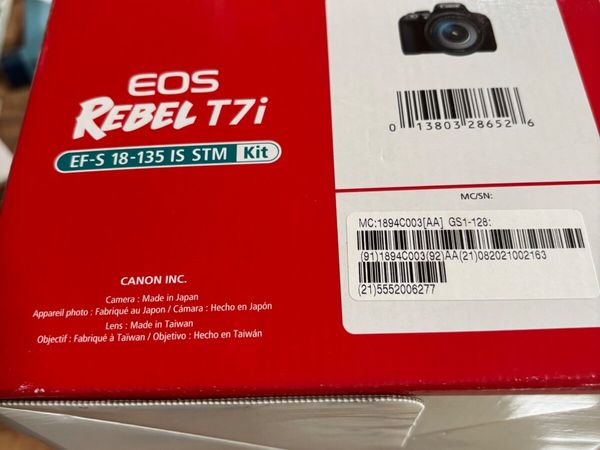 EOS
REBEL T7i
EF-S 18-135 IS STM Kit
CANON INC.
Camera : Made in Japan
Appareil photo : Fabriqué au Japon / Cámara : Hecho en Japón
Lens : Made in Taiwan
Objectif : Fabriqué à Taïwan / Objetivo : Hecho en Taiwán
0 13803 28652 6
MC/SN:
MC:1894C003[AA] GS1-128:
(91)1894C003(92)AA(21)082021002163
(21)5552006277